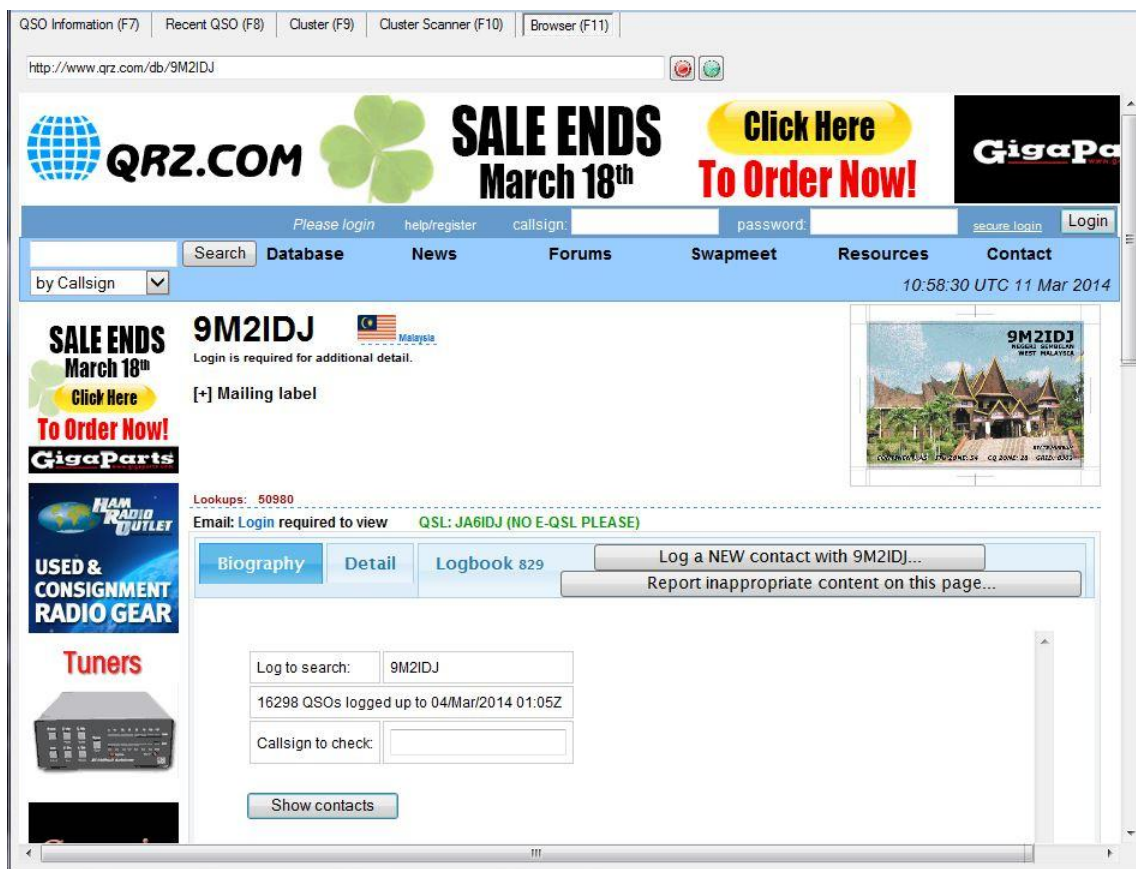 QSO Information (F7) Recent QSO (F8) Cluster (F9) Cluster Scanner (F10) Browser (F11)
http://www.qrz.com/db/9M2IDJ
QRZ.COM
SALE ENDS
March 18th
Click Here
To Order Now!
GigaPa
Please login help/register callsign: password: secure login Login
Search Database News Forums Swapmeet Resources Contact
by Callsign
10:58:30 UTC 11 Mar 2014
SALE ENDS
March 18th
Click Here
To Order Now!
GigaParts
9M2IDJ
Malaysia
Login is required for additional detail.
[+] Mailing label
9M2IDJ
NEGERI SEMBILAN
WEST MALAYSIA
Lookups: 50980
Email: Login required to view QSL: JA6IDJ (NO E-QSL PLEASE)
HAM
RADIO
OUTLET
USED &
CONSIGNMENT
RADIO GEAR
Biography Detail Logbook 829
Log a NEW contact with 9M2IDJ...
Report inappropriate content on this page...
Tuners
Log to search: 9M2IDJ
16298 QSOs logged up to 04/Mar/2014 01:05Z
Callsign to check:
Show contacts